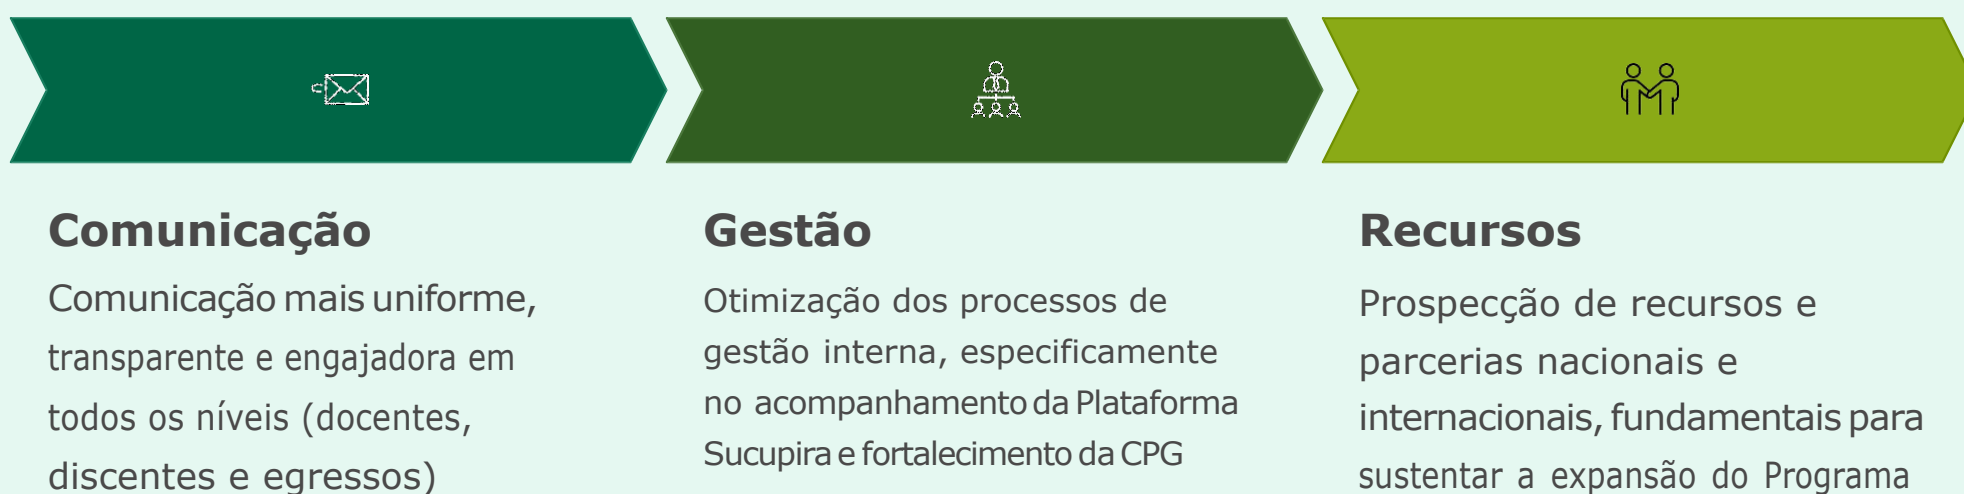 Comunicação
Comunicação mais uniforme,
transparente e engajadora em
todos os níveis (docentes,
discentes e egressos)
Gestão
Otimização dos processos de
gestão interna, especificamente
no acompanhamento da Plataforma
Sucupira e fortalecimento da CPG
Recursos
Prospecção de recursos e
parcerias nacionais e
internacionais, fundamentais para
sustentar a expansão do Programa